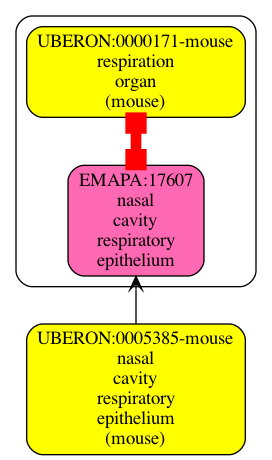 UBERON:0000171-mouse
respiration
organ
(mouse)
EMAPA:17607
nasal
cavity
respiratory
epithelium
UBERON:0005385-mouse
nasal
cavity
respiratory
epithelium
(mouse)